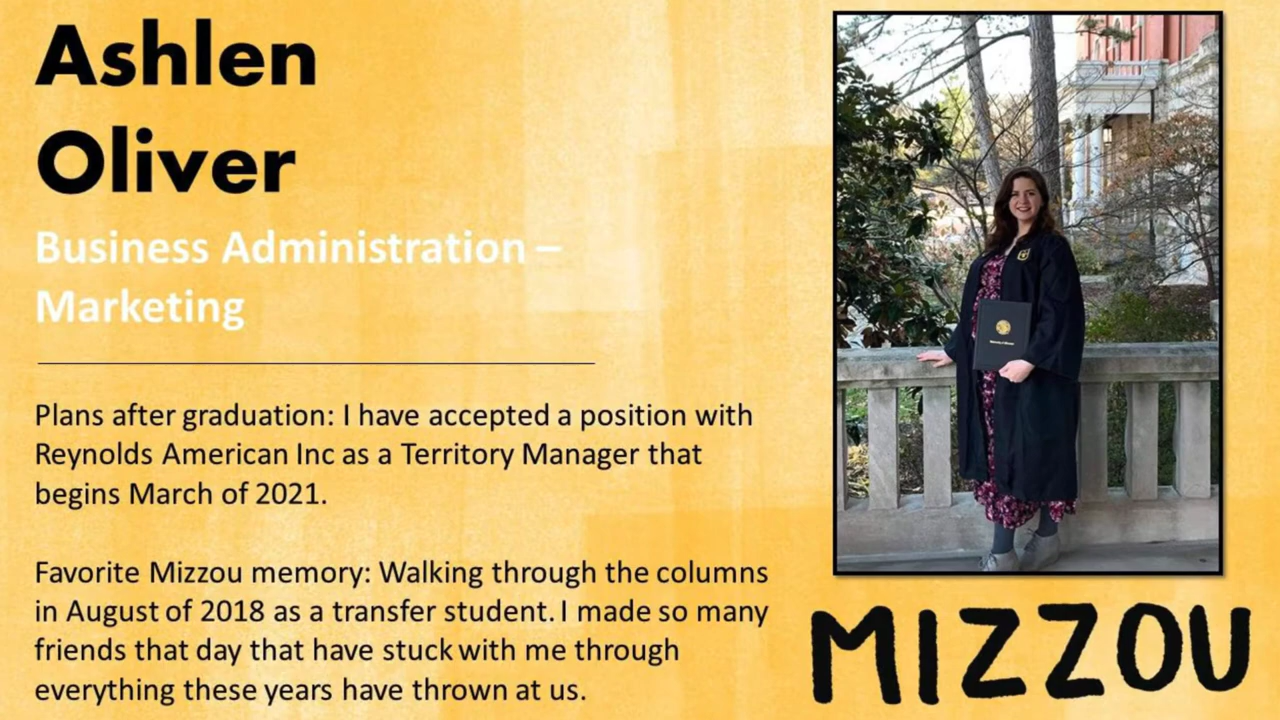 Ashlen
Oliver
Business Administration –
Marketing
Plans after graduation: I have accepted a position with
Reynolds American Inc as a Territory Manager that
begins March of 2021.
Favorite Mizzou memory: Walking through the columns
in August of 2018 as a transfer student. I made so many
friends that day that have stuck with me through
everything these years have thrown at us.
MIZZOU